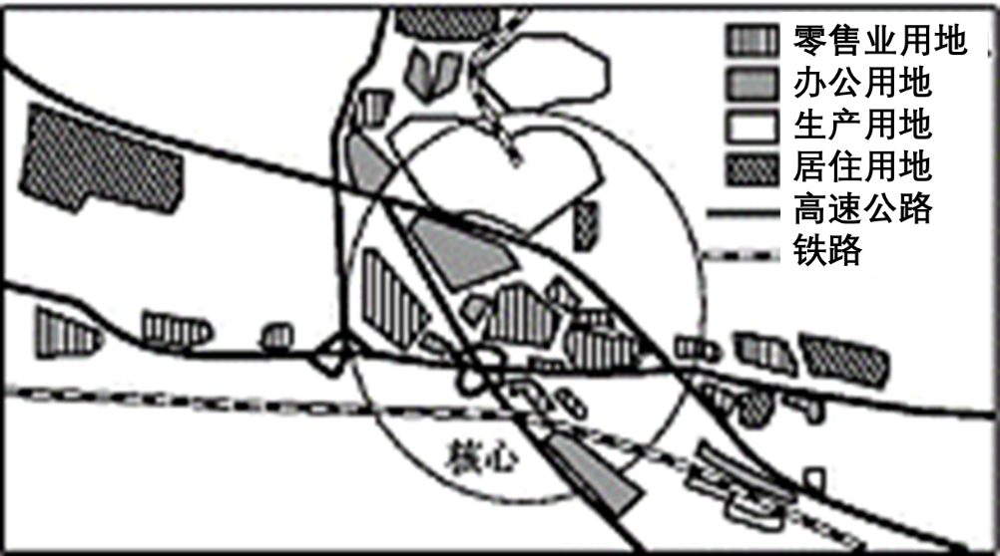 零售业用地
办公用地
生产用地
居住用地
高速公路
铁路
核心